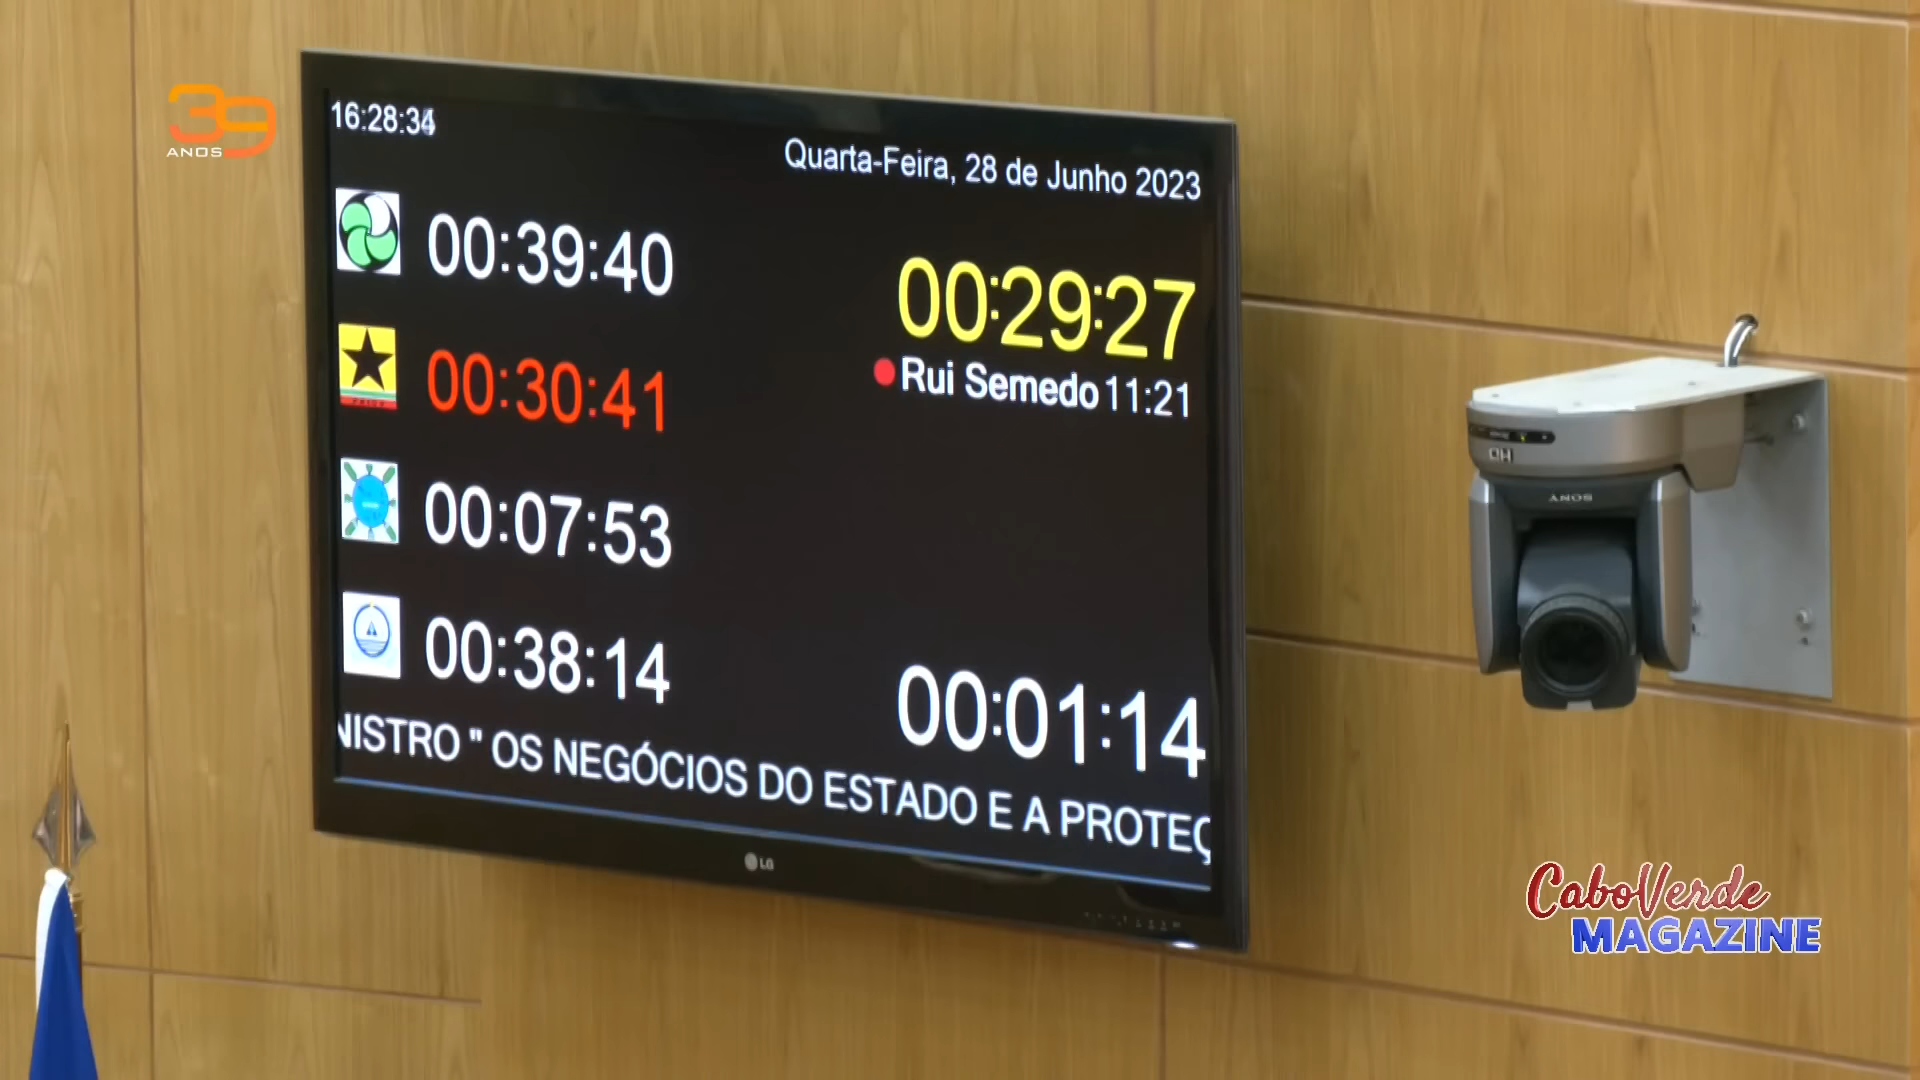 39
ANOS
16:28:34
Quarta-Feira, 28 de Junho 2023
00:39:40
00:29:27
Rui Semedo 11:21
00:30:41
00:07:53
00:38:14
00:01:14
NISTRO " OS NEGÓCIOS DO ESTADO E A PROTEÇ
LG
ANOS
CaboVerde
MAGAZINE